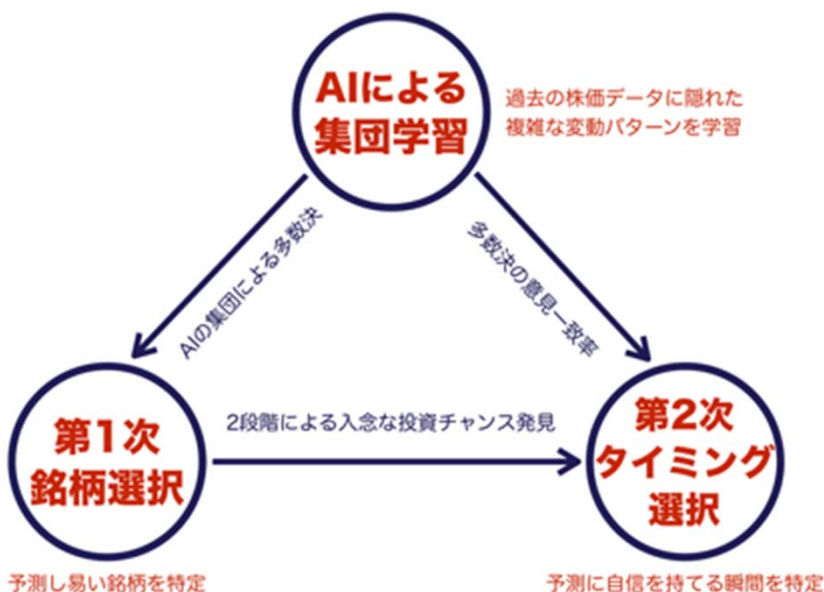 AIによる
集団学習
過去の株価データに隠れた
複雑な変動パターンを学習
AIの集団による多数決
多数決の意見一致率
2段階による入念な投資チャンス発見
第1次
銘柄選択
第2次
タイミング
選択
予測し易い銘柄を特定
予測に自信を持てる瞬間を特定